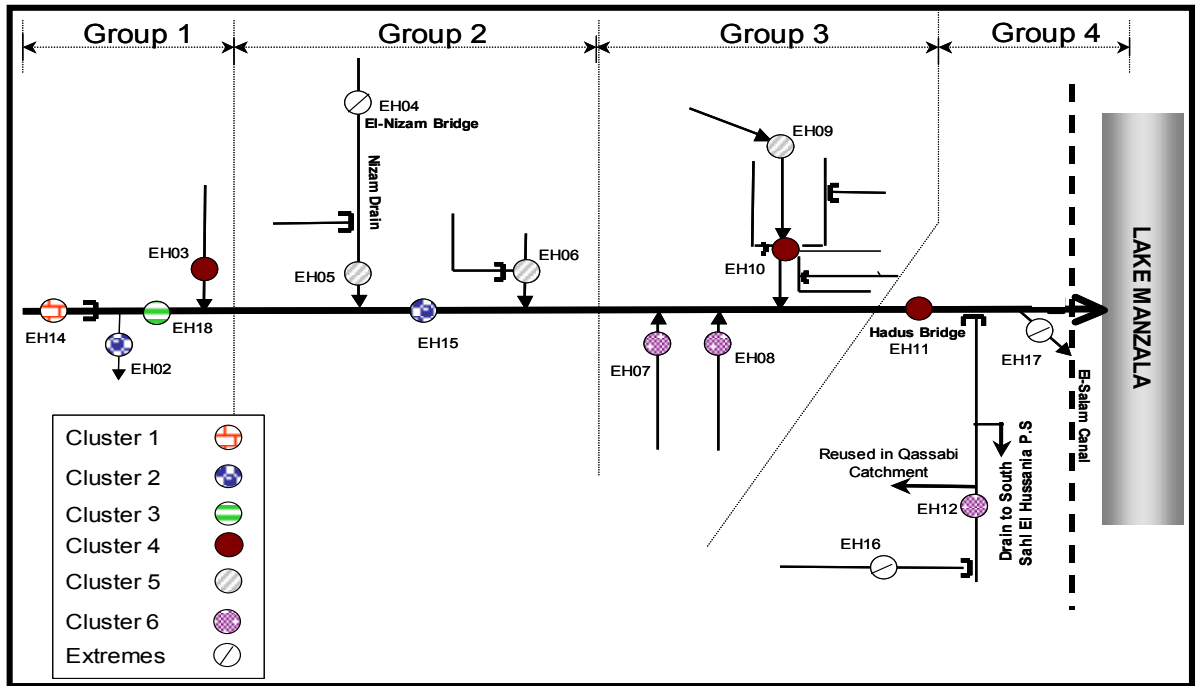 Group 1
Group 2
Group 3
Group 4
EH04
El-Nizam Bridge
Nizam Drain
EH09
EH03
EH05
EH06
EH10
EH14
EH18
EH02
EH15
EH07
EH08
Hadus Bridge
EH11
EH17
LAKE MANZALA
El-Salam Canal
Cluster 1
Cluster 2
Cluster 3
Cluster 4
Cluster 5
Cluster 6
Extremes
Reused in Qassabi
Catchment
EH12
Drain to South
Sahl El Hussania P.S
EH16